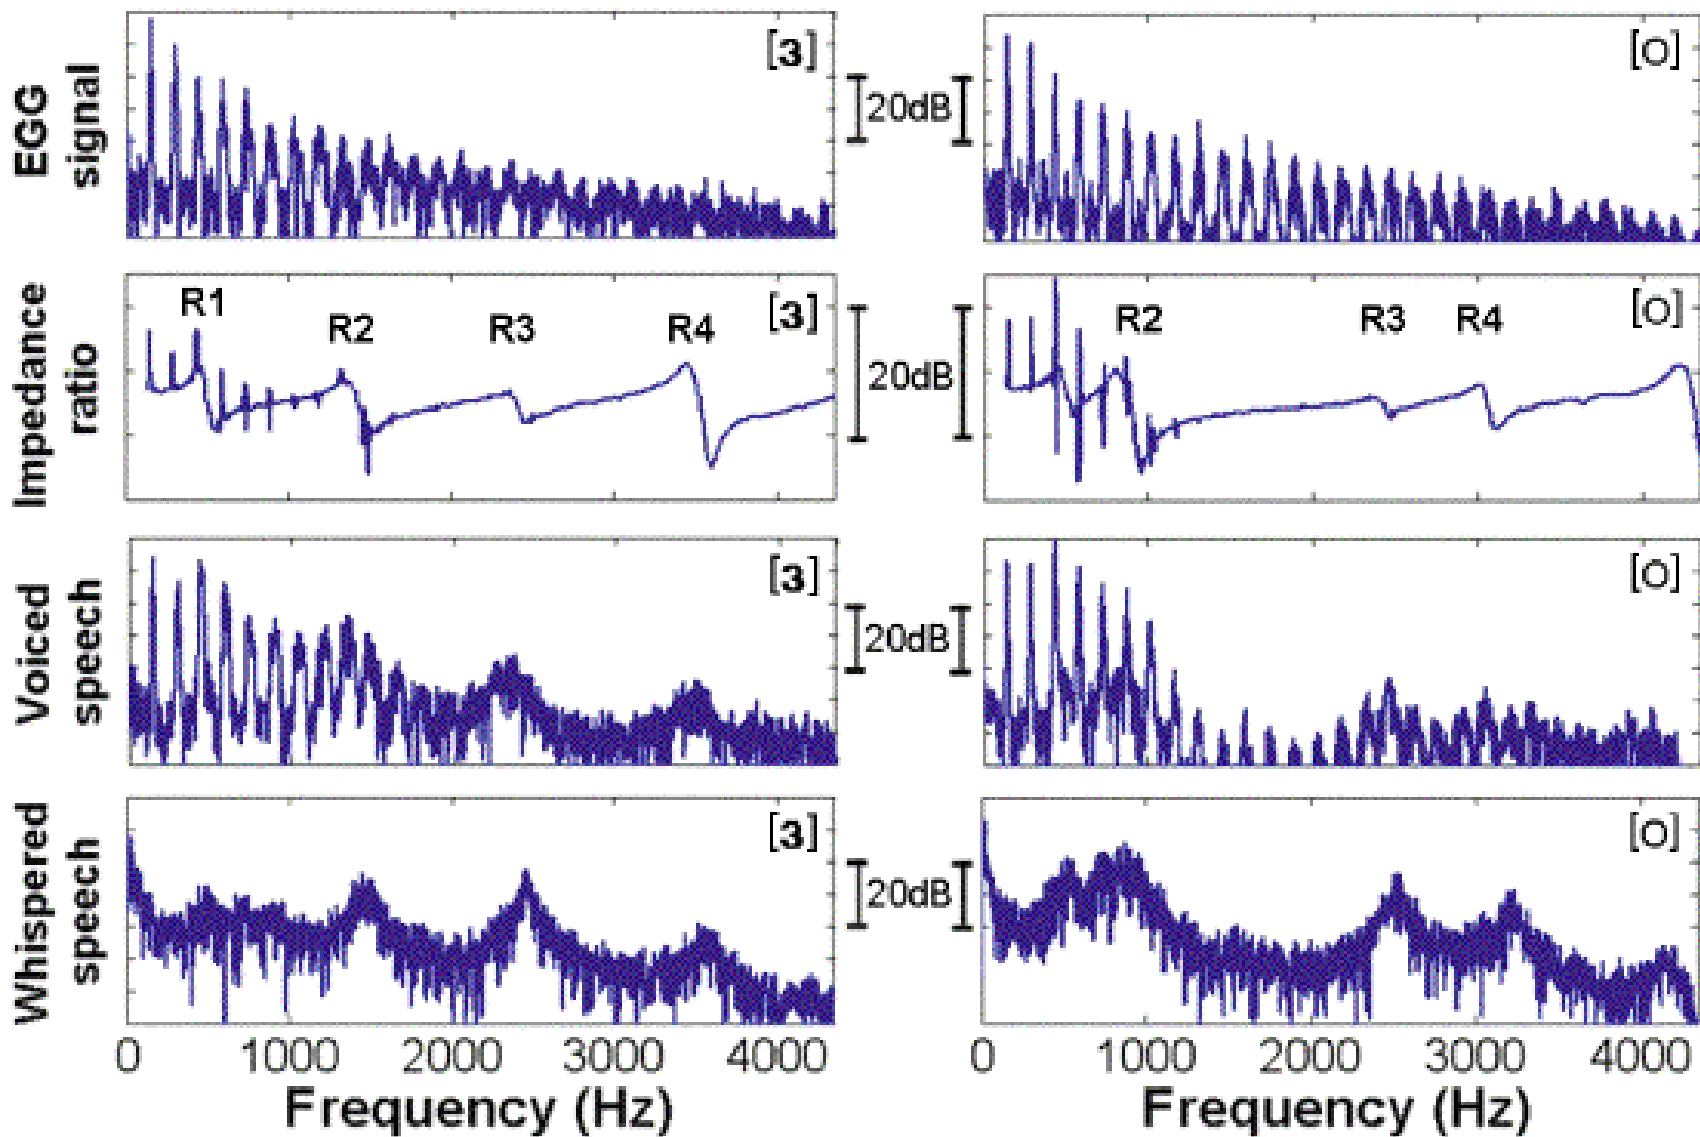 EGG signal
[3]
20dB
[O]
Impedance ratio
R1
R2
R3
R4
[3]
20dB
R2
R3
R4
[O]
Voiced speech
[3]
20dB
[O]
Whispered speech
[3]
20dB
[O]
0 1000 2000 3000 4000
0 1000 2000 3000 4000
Frequency (Hz)
Frequency (Hz)